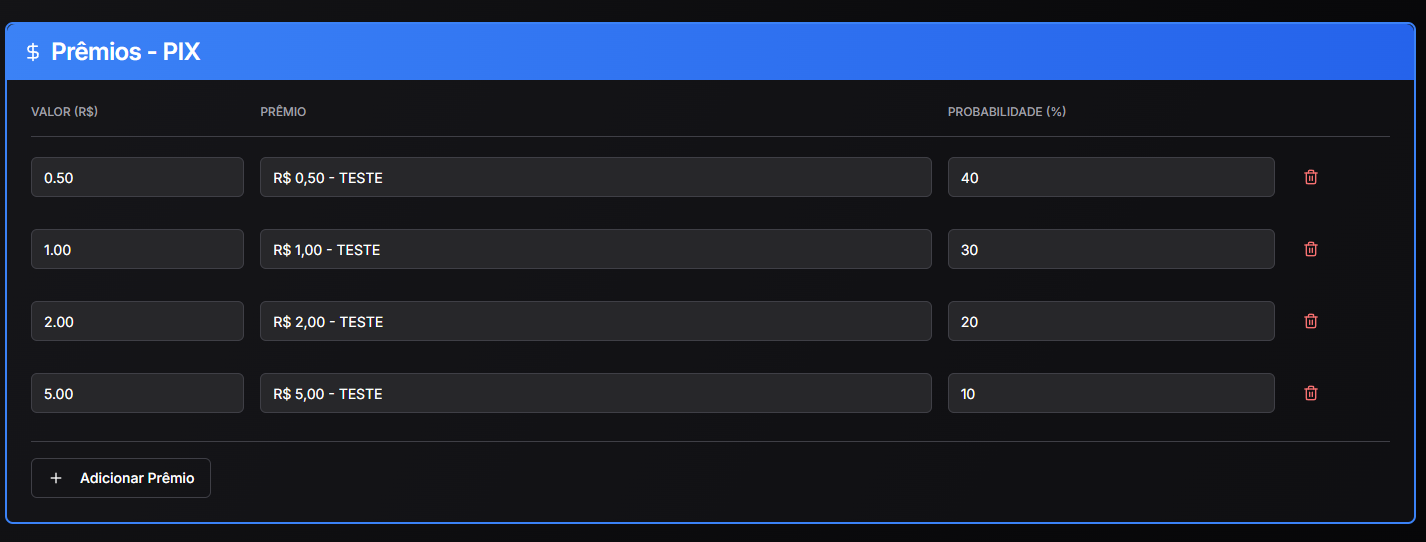 Prêmios - PIX
VALOR (R$) PRÊMIO PROBABILIDADE (%)
0.50 R$ 0,50 - TESTE 40
1.00 R$ 1,00 - TESTE 30
2.00 R$ 2,00 - TESTE 20
5.00 R$ 5,00 - TESTE 10
+ Adicionar Prêmio